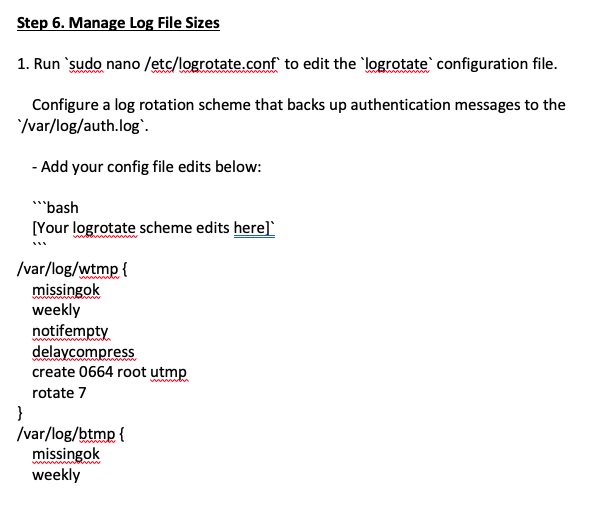 Step 6. Manage Log File Sizes
1. Run `sudo nano /etc/logrotate.conf` to edit the `logrotate` configuration file.
Configure a log rotation scheme that backs up authentication messages to the
`/var/log/auth.log`.
- Add your config file edits below:
```bash
[Your logrotate scheme edits here]`
```
/var/log/wtmp {
missingok
weekly
notifempty
delaycompress
create 0664 root utmp
rotate 7
}
/var/log/btmp {
missingok
weekly